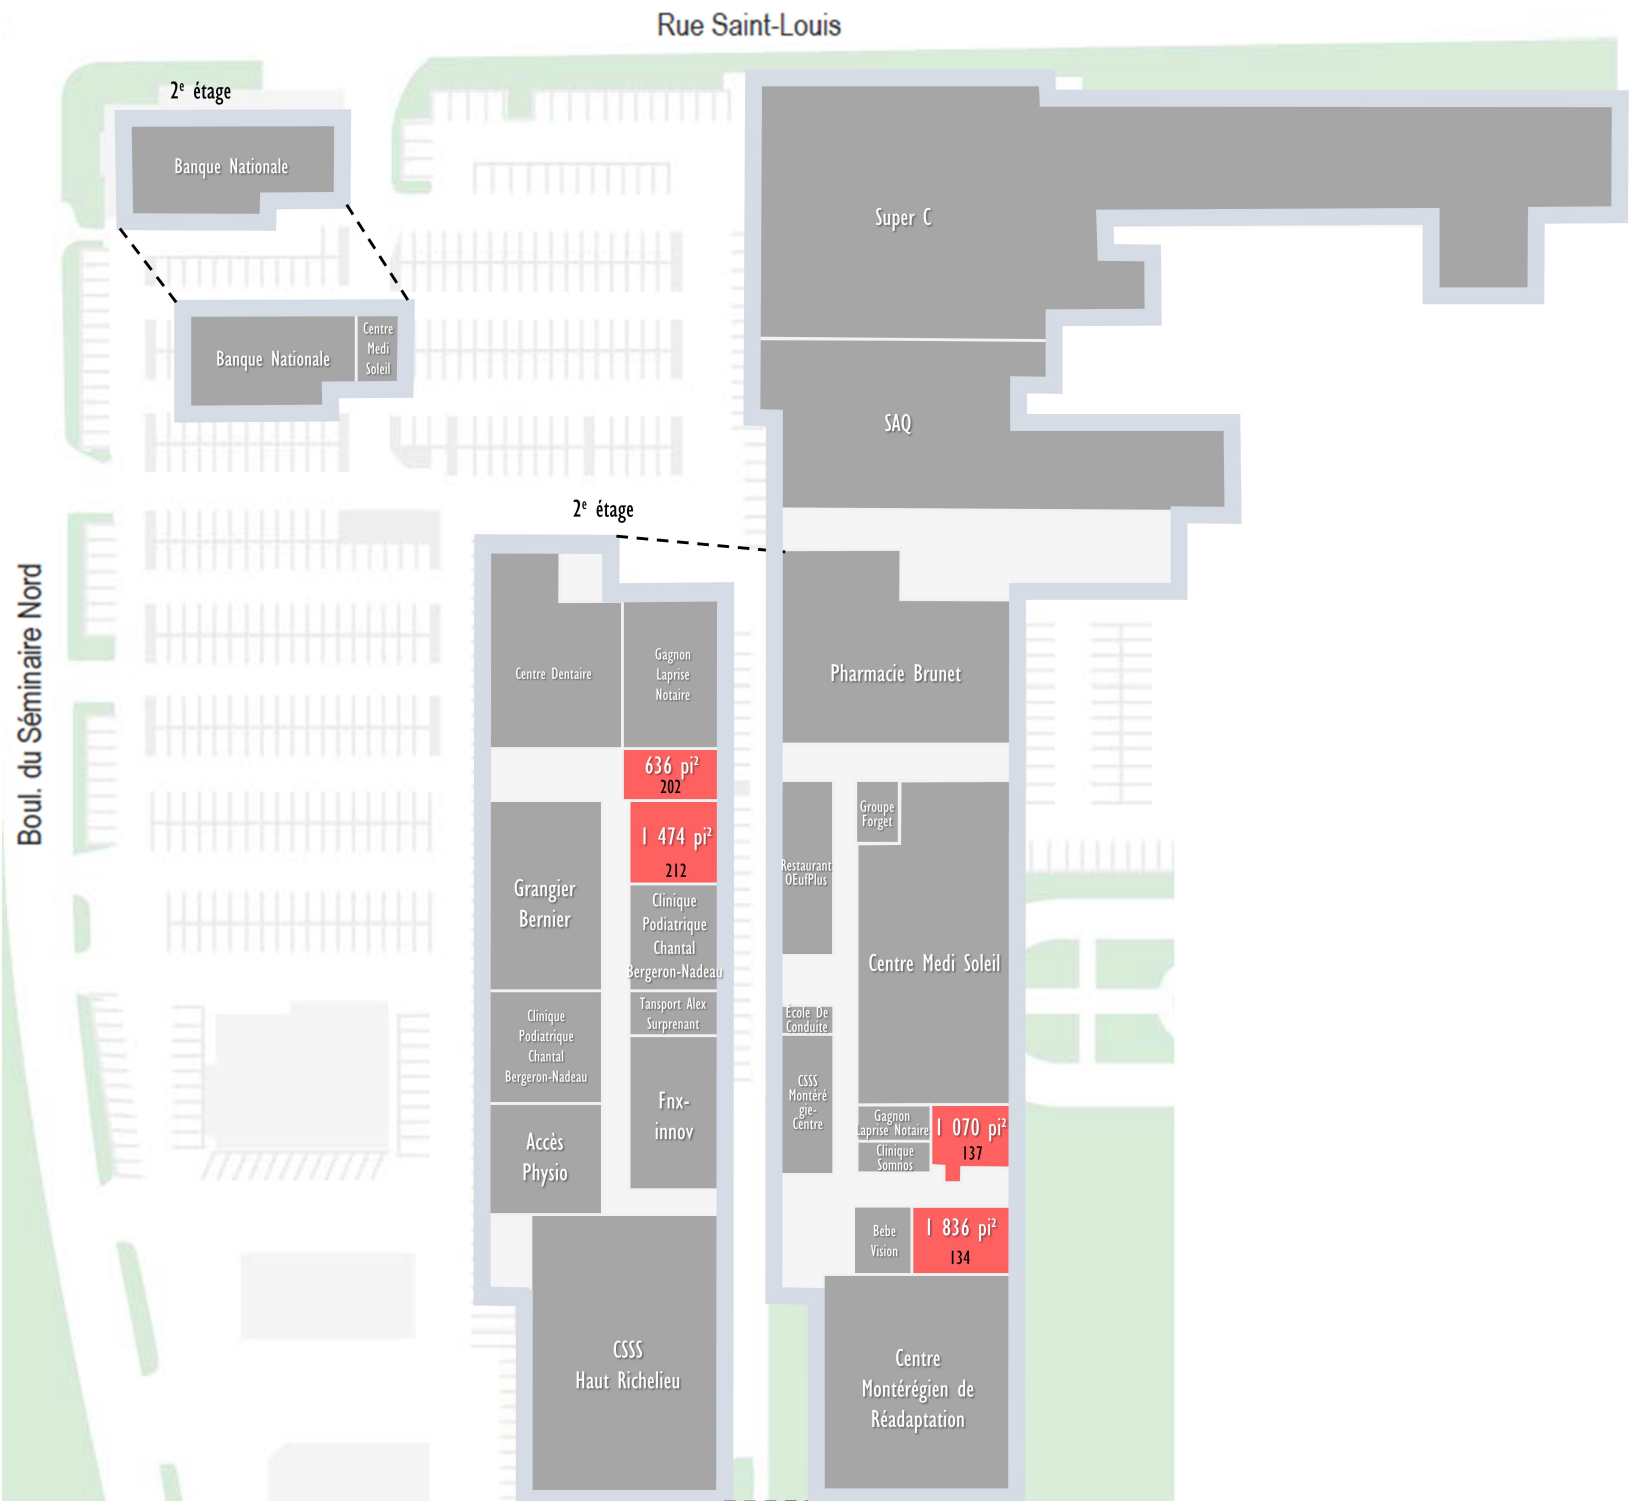 Rue Saint-Louis
2e étage
Banque Nationale
Super C
Banque Nationale
Centre
Medi
Soleil
SAQ
2e étage
Boul. du Séminaire Nord
Centre Dentaire
Gagnon
Laprise
Notaire
Pharmacie Brunet
636 pi²
202
1 474 pi²
212
Grangier
Bernier
Clinique
Podiatrique
Chantal
Bergeron-Nadeau
Tansport Alex
Surprenant
Clinique
Podiatrique
Chantal
Bergeron-Nadeau
Fnx-
innov
Accès
Physio
CSSS
Haut Richelieu
Groupe
Forget
Restaurant
OEufPlus
Centre Medi Soleil
École De
Conduite
CSSS
Montéré
gie-
Centre
Gagnon
Laprise Notaire
Clinique
Somnos
1 070 pi²
137
Bebe
Vision
1 836 pi²
134
Centre
Montérégien de
Réadaptation